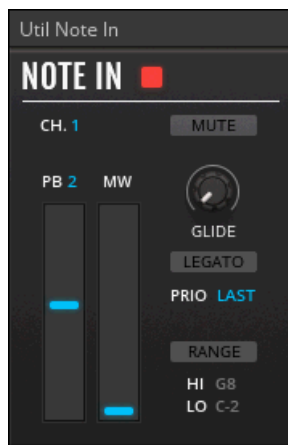 Util Note In
NOTE IN
CH. 1 MUTE
PB 2 MW
GLIDE
LEGATO
PRIO LAST
RANGE
HI G8
LO C-2